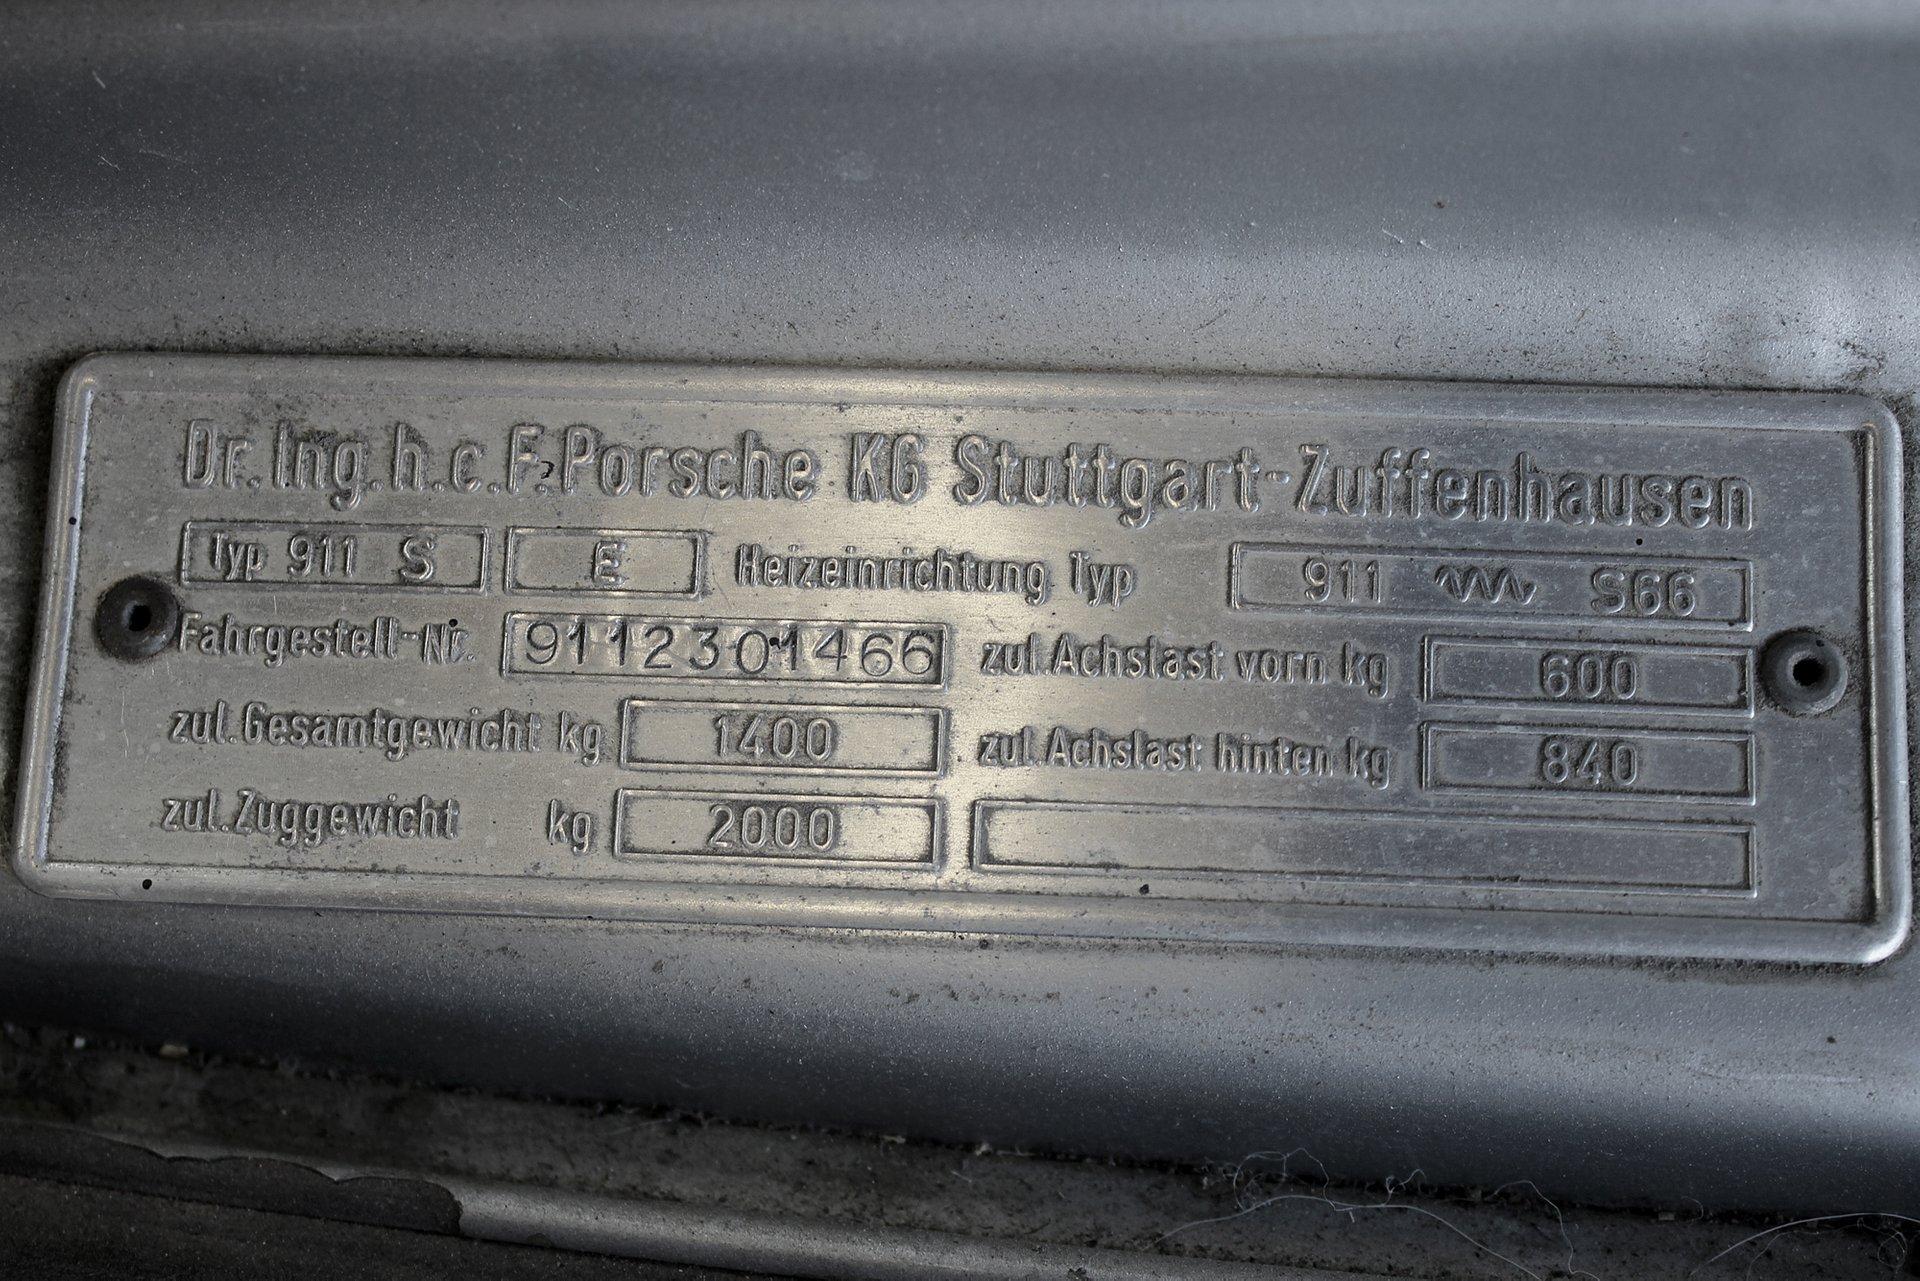 Dr. Ing. h. c. F. Porsche KG Stuttgart-Zuffenhausen
Typ 911 S E Heizeinrichtung Typ 911 S66
Fahrgestell-Nr. 9112301466 zul. Achslast vorn kg 600
zul. Gesamtgewicht kg 1400 zul. Achslast hinten kg 840
zul. Zuggewicht kg 2000